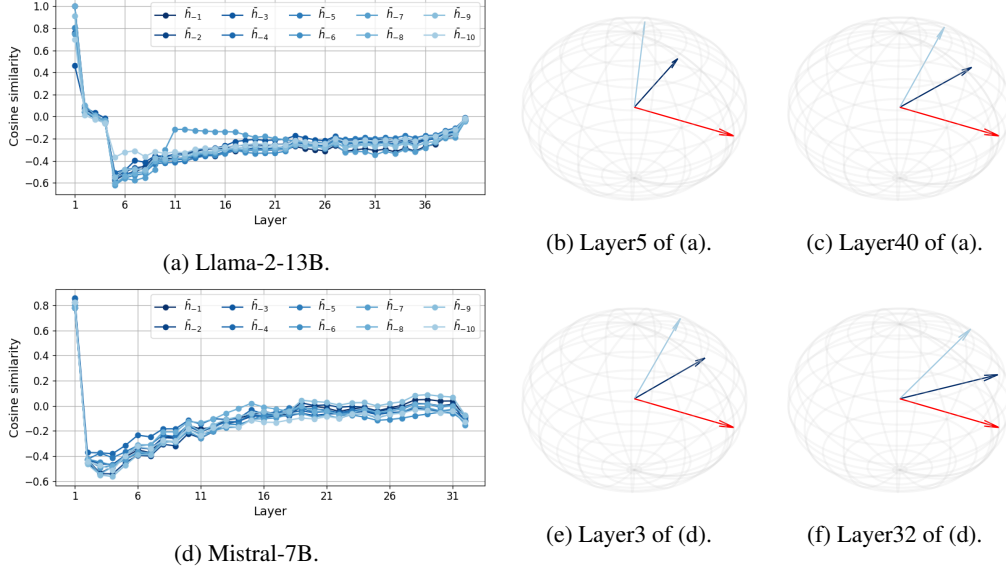 h̃₋₁ h̃₋₃ h̃₋₅ h̃₋₇ h̃₋₉
h̃₋₂ h̃₋₄ h̃₋₆ h̃₋₈ h̃₋₁₀
Cosine similarity
1.0
0.8
0.6
0.4
0.2
0.0
−0.2
−0.4
−0.6
1 6 11 16 21 26 31 36
Layer
(a) Llama-2-13B.
(b) Layer5 of (a).
(c) Layer40 of (a).
h̃₋₁ h̃₋₃ h̃₋₅ h̃₋₇ h̃₋₉
h̃₋₂ h̃₋₄ h̃₋₆ h̃₋₈ h̃₋₁₀
Cosine similarity
0.8
0.6
0.4
0.2
0.0
−0.2
−0.4
−0.6
1 6 11 16 21 26 31
Layer
(d) Mistral-7B.
(e) Layer3 of (d).
(f) Layer32 of (d).